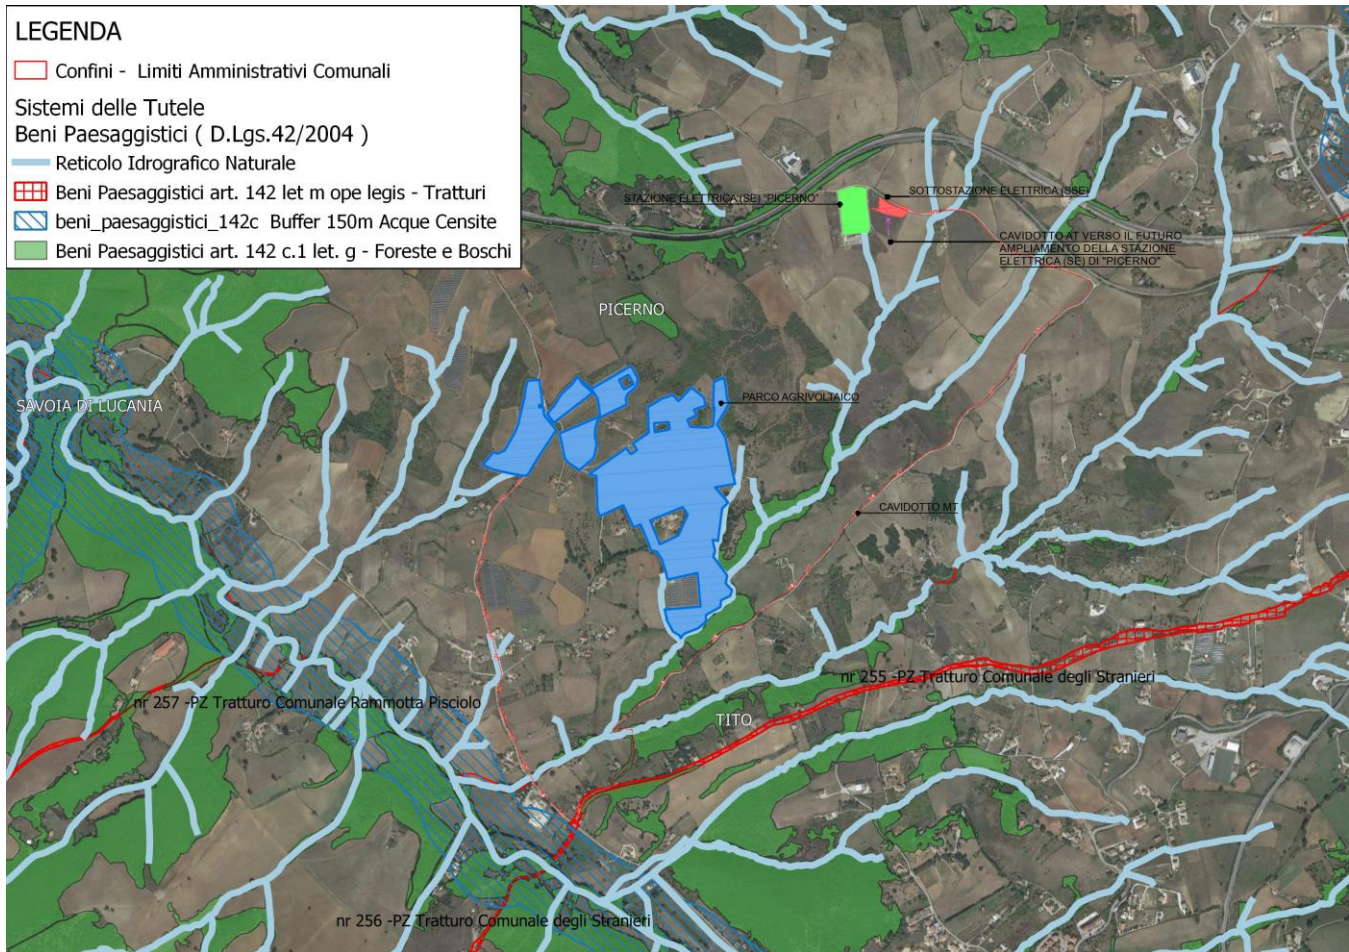 LEGENDA
Confini - Limiti Amministrativi Comunali
Sistemi delle Tutele
Beni Paesaggistici ( D.Lgs.42/2004 )
Reticolo Idrografico Naturale
Beni Paesaggistici art. 142 let m ope legis - Tratturi
beni_paesaggistici_142c Buffer 150m Acque Censite
Beni Paesaggistici art. 142 c.1 let. g - Foreste e Boschi
STAZIONE ELETTRICA (SE) "PICERNO"
SOTTOSTAZIONE ELETTRICA (SSE)
CAVIDOTTO AT VERSO IL FUTURO
AMPLIAMENTO DELLA STAZIONE
ELETTRICA (SE) DI "PICERNO"
PICERNO
SAVOIA DI LUCANIA
PARCO AGRIVOLTAICO
CAVIDOTTO MT
nr 255 -PZ Tratturo Comunale degli Stranieri
nr 257 -PZ Tratturo Comunale Rammotta Pisciolo
TITO
nr 256 -PZ Tratturo Comunale degli Stranieri